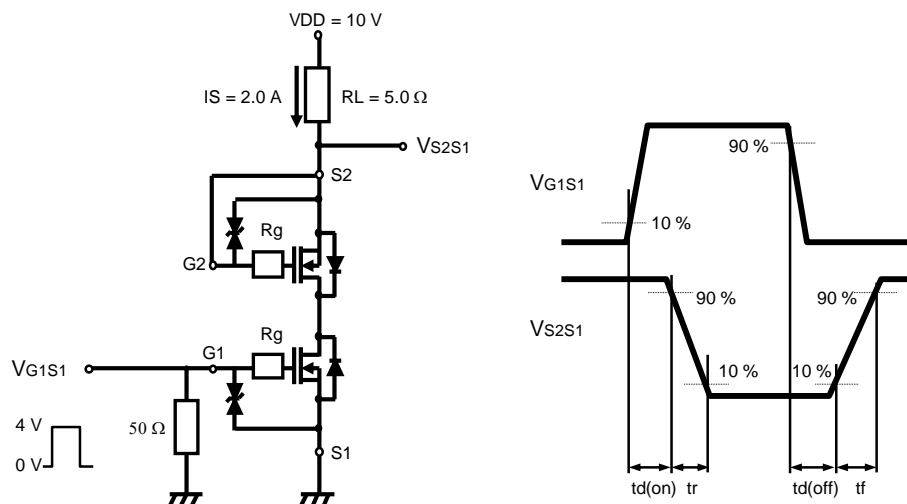 VDD = 10 V
IS = 2.0 A
RL = 5.0 Ω
VS2S1
S2
Rg
G2
Rg
G1
VG1S1
50 Ω
4 V
0 V
S1
90 %
VG1S1
10 %
90 %
90 %
VS2S1
10 %
10 %
td(on)
tr
td(off)
tf